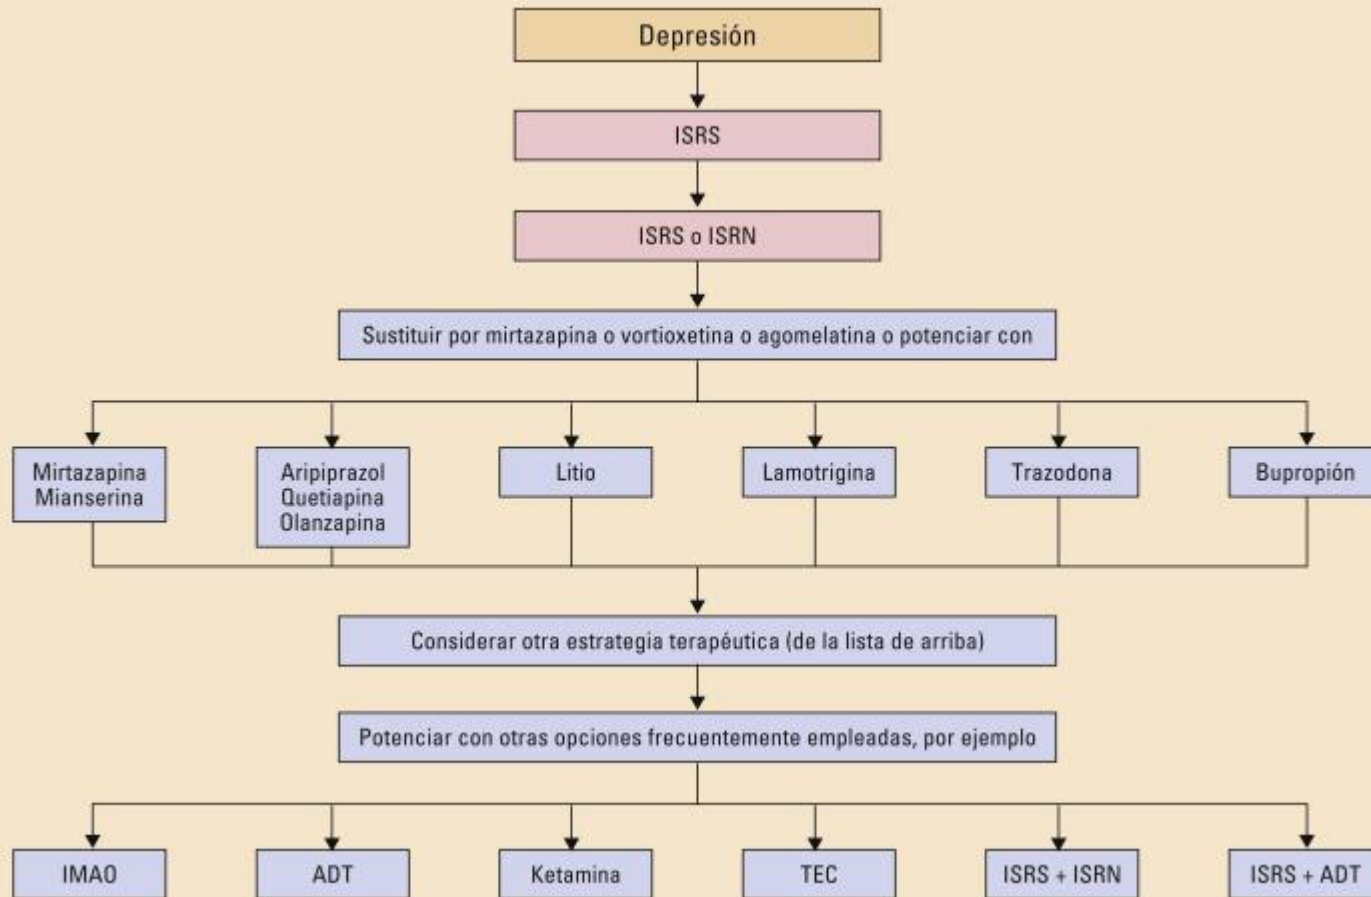 Depresión
ISRS
ISRS o ISRN
Sustituir por mirtazapina o vortioxetina o agomelatina o potenciar con
Mirtazapina
Mianserina
Aripiprazol
Quetiapina
Olanzapina
Litio
Lamotrigina
Trazodona
Bupropión
Considerar otra estrategia terapéutica (de la lista de arriba)
Potenciar con otras opciones frecuentemente empleadas, por ejemplo
IMAO
ADT
Ketamina
TEC
ISRS + ISRN
ISRS + ADT